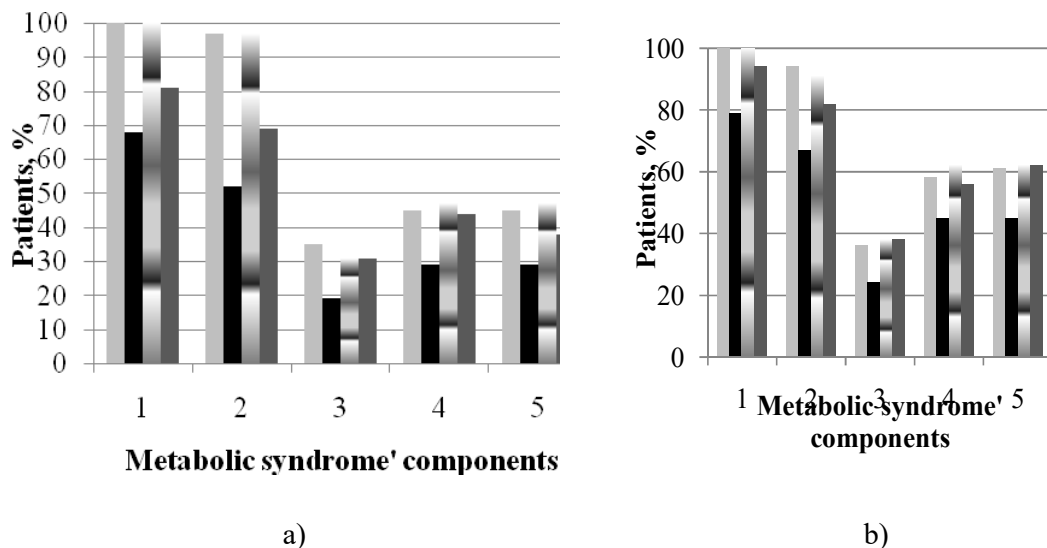 100
90
80
70
60
50
40
30
20
10
0
Patients, %
1 2 3 4 5
Metabolic syndrome' components
a)
100
80
60
40
20
0
Patients, %
1 2 3 4 5
Metabolic syndrome'
components
b)